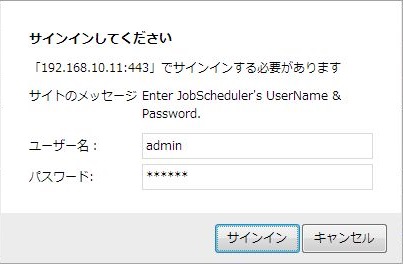 サインインしてください
「192.168.10.11:443」でサインインする必要があります
サイトのメッセージ Enter JobScheduler's UserName &
Password.
ユーザー名： admin
パスワード: ******
サインイン キャンセル